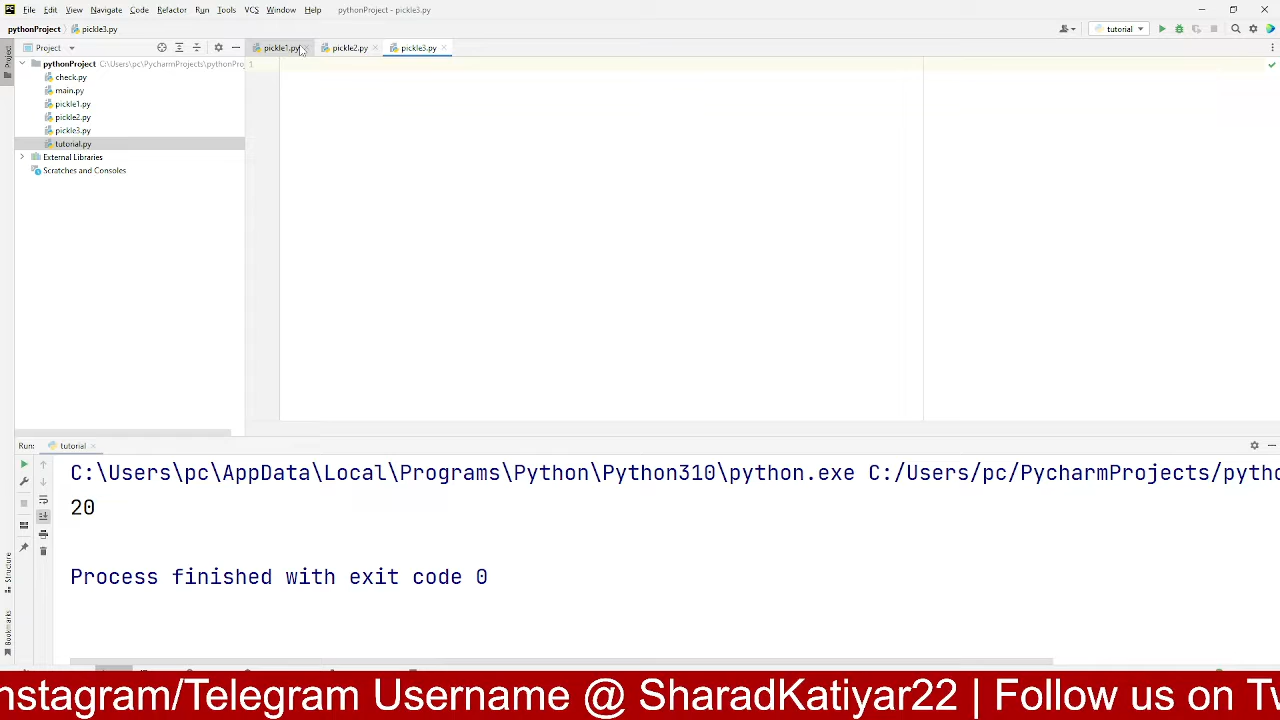 File Edit View Navigate Code Refactor Run Tools VCS Window Help pythonProject - pickle3.py
pythonProject pickle3.py
tutorial
Project
pickle1.py pickle2.py pickle3.py
pythonProject C:\Users\pc\PycharmProjects\pythonPro
1
check.py
main.py
pickle1.py
pickle2.py
pickle3.py
tutorial.py
External Libraries
Scratches and Consoles
Project
Run: tutorial
C:\Users\pc\AppData\Local\Programs\Python\Python310\python.exe C:/Users/pc/PycharmProjects/pytho
20
Process finished with exit code 0
Structure
Bookmarks
nstagram/Telegram Username @ SharadKatiyar22 | Follow us on Tw